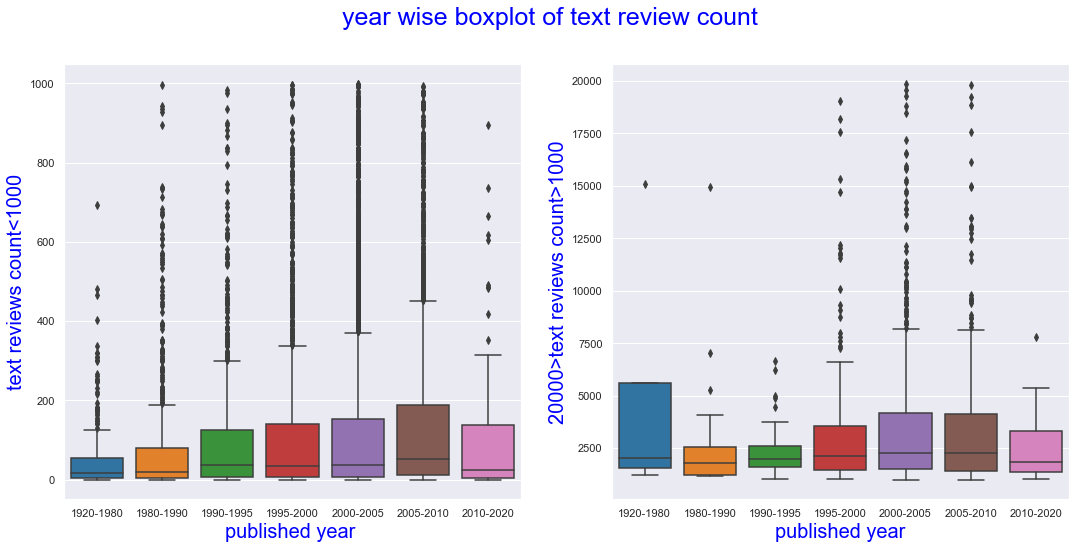 year wise boxplot of text review count
text reviews count<1000
1000
800
600
400
200
0
1920-1980 1980-1990 1990-1995 1995-2000 2000-2005 2005-2010 2010-2020
published year
20000>text reviews count>1000
20000
17500
15000
12500
10000
7500
5000
2500
1920-1980 1980-1990 1990-1995 1995-2000 2000-2005 2005-2010 2010-2020
published year